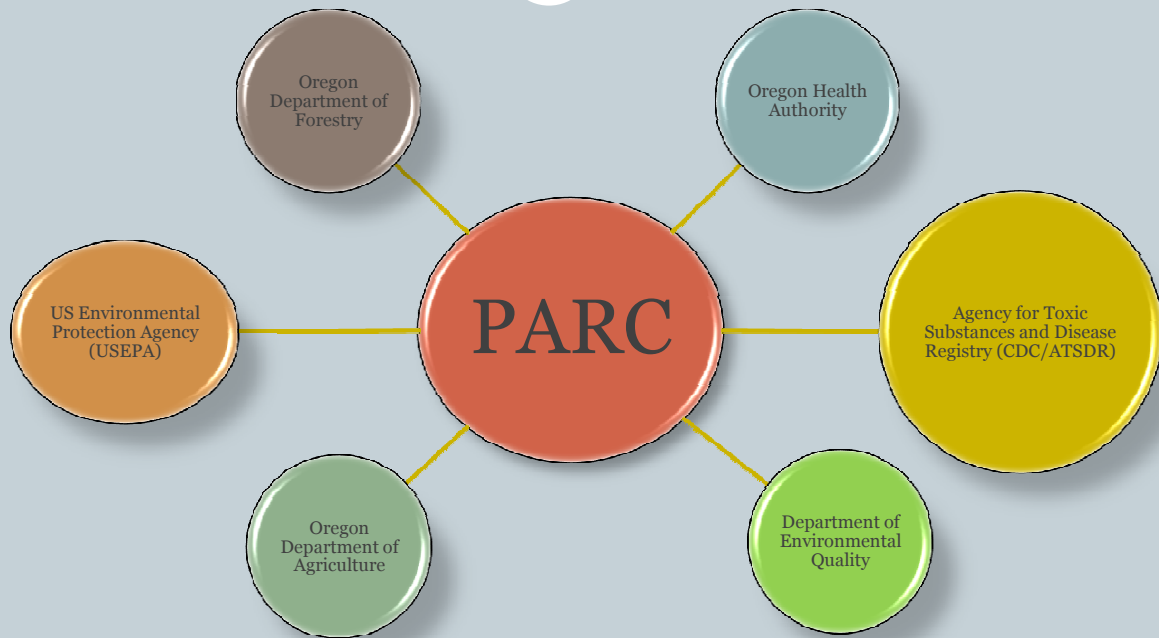 Oregon
Department of
Forestry
Oregon Health
Authority
US Environmental
Protection Agency
(USEPA)
PARC
Agency for Toxic
Substances and Disease
Registry (CDC/ATSDR)
Oregon
Department of
Agriculture
Department of
Environmental
Quality